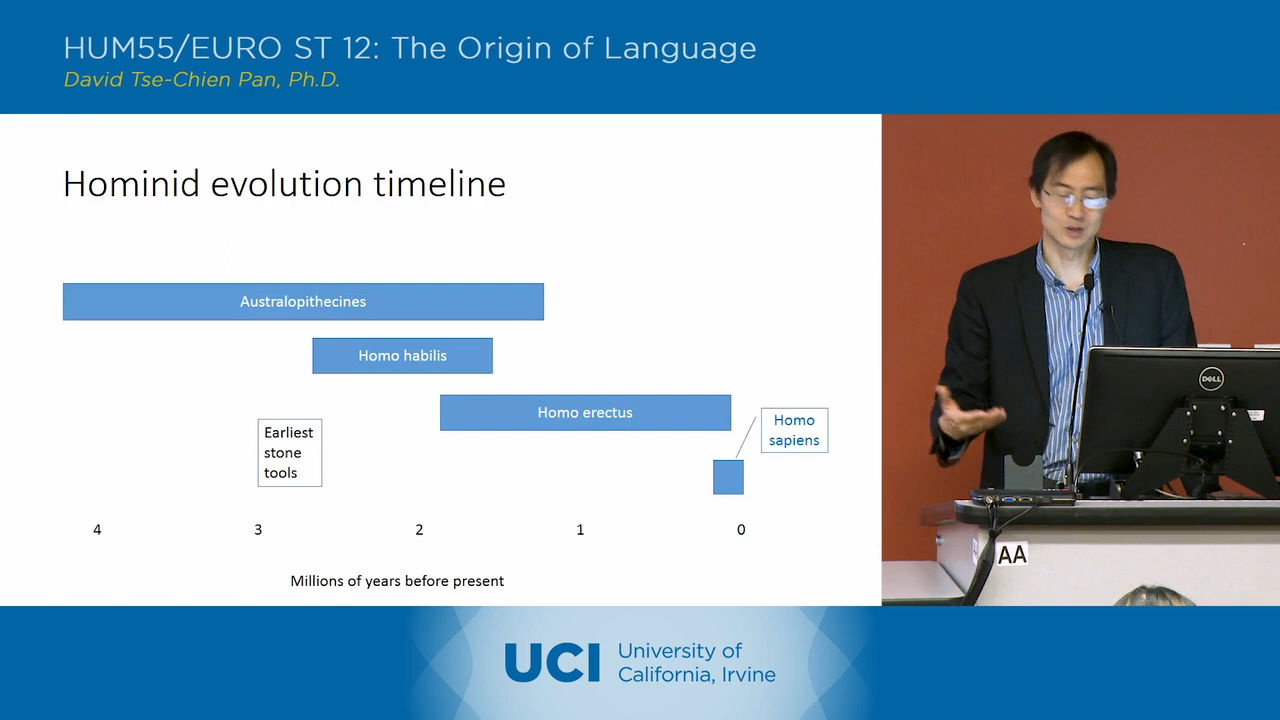 HUM55/EURO ST 12: The Origin of Language
David Tse-Chien Pan, Ph.D.
Hominid evolution timeline
Australopithecines
Homo habilis
Homo erectus
Homo
sapiens
Earliest
stone
tools
4 3 2 1 0
Millions of years before present
DELL
AA
UCI
University of
California, Irvine